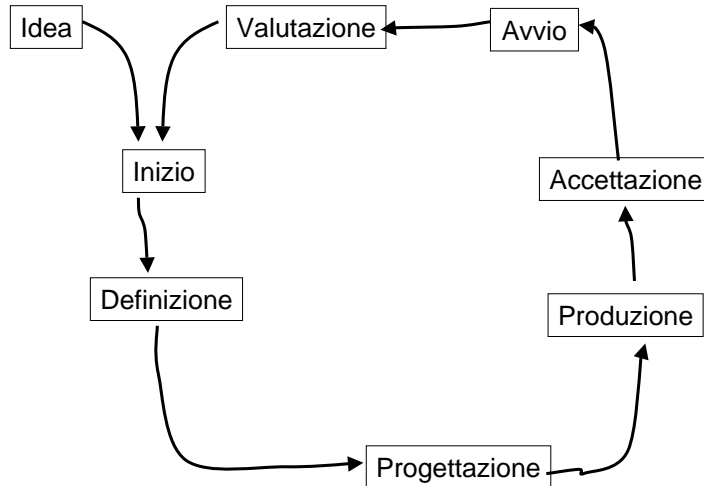 Idea
Valutazione
Avvio
Inizio
Accettazione
Definizione
Produzione
Progettazione